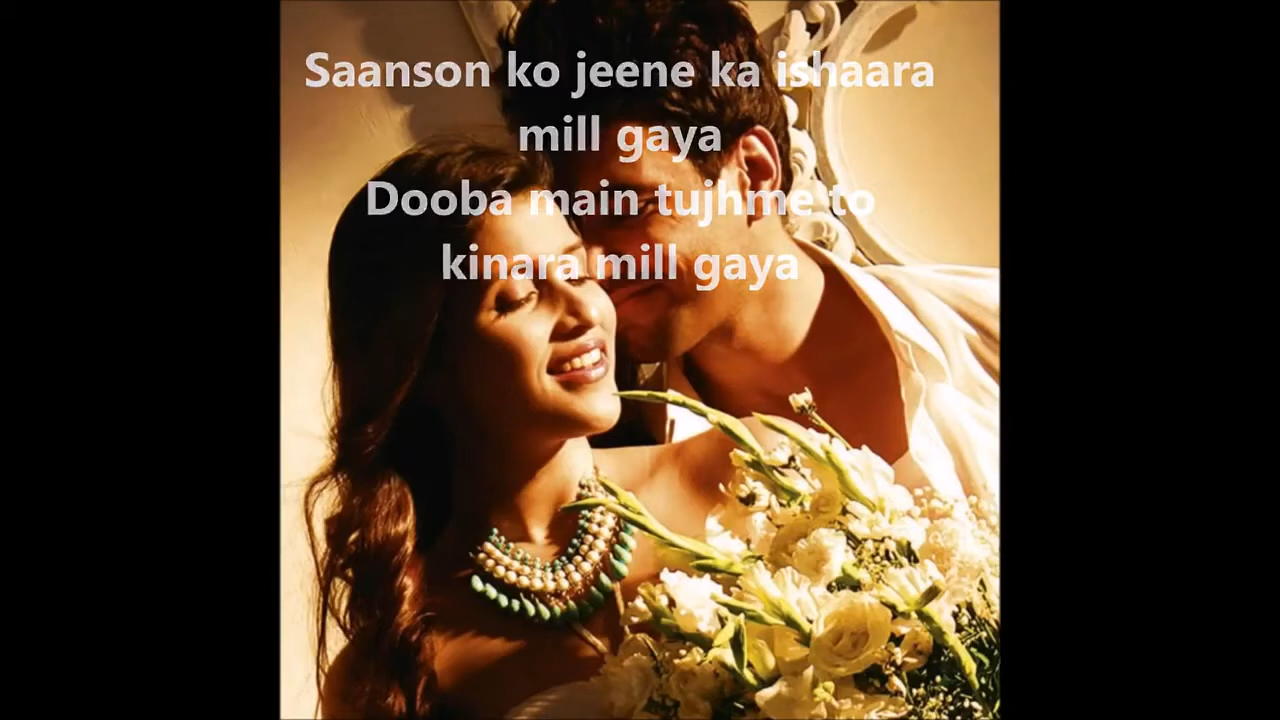 Saanson ko jeene ka ishaara
mill gaya
Dooba main tujhme to
kinara mill gaya